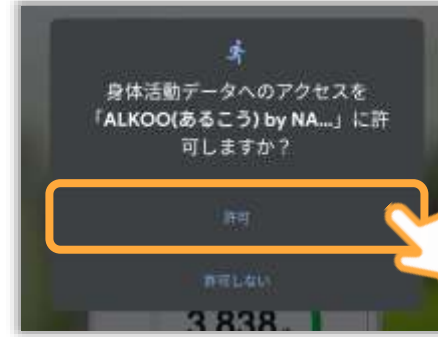 身体活動データへのアクセスを
「ALKOO(あるこう) by NA...」に許
可しますか？
許可
許可しない
3,838